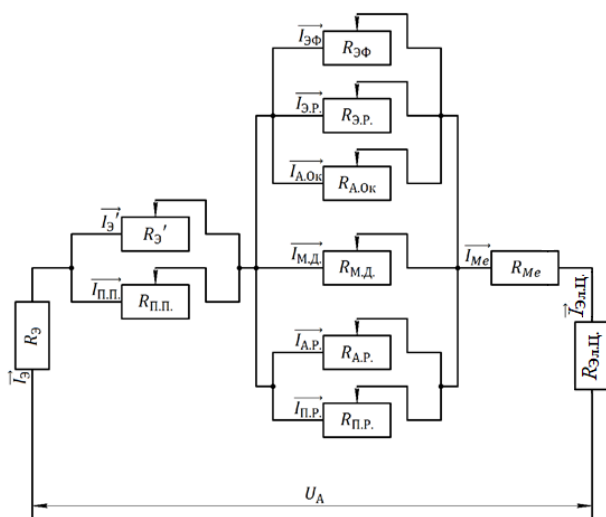 I_ЭФ
R_ЭФ
I_Э.Р.
R_Э.Р.
I_А.Ок
R_А.Ок
I_Э'
R_Э'
I_П.П.
R_П.П.
I_М.Д.
R_М.Д.
I_Me
R_Me
I_А.Р.
R_А.Р.
I_П.Р.
R_П.Р.
R_Э
I_Э
I_Эл.Ц.
R_Эл.Ц.
U_А